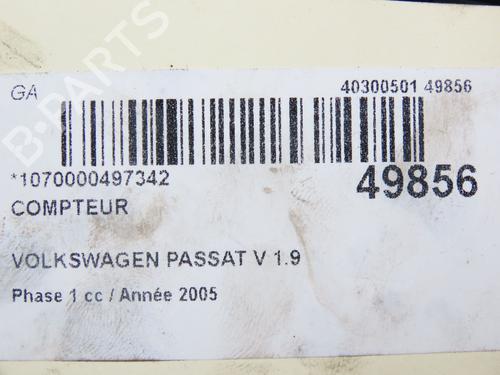 GA
40300501 49856
*1070000497342
49856
COMPTEUR
VOLKSWAGEN PASSAT V 1.9
Phase 1 cc / Année 2005
B-PARTS